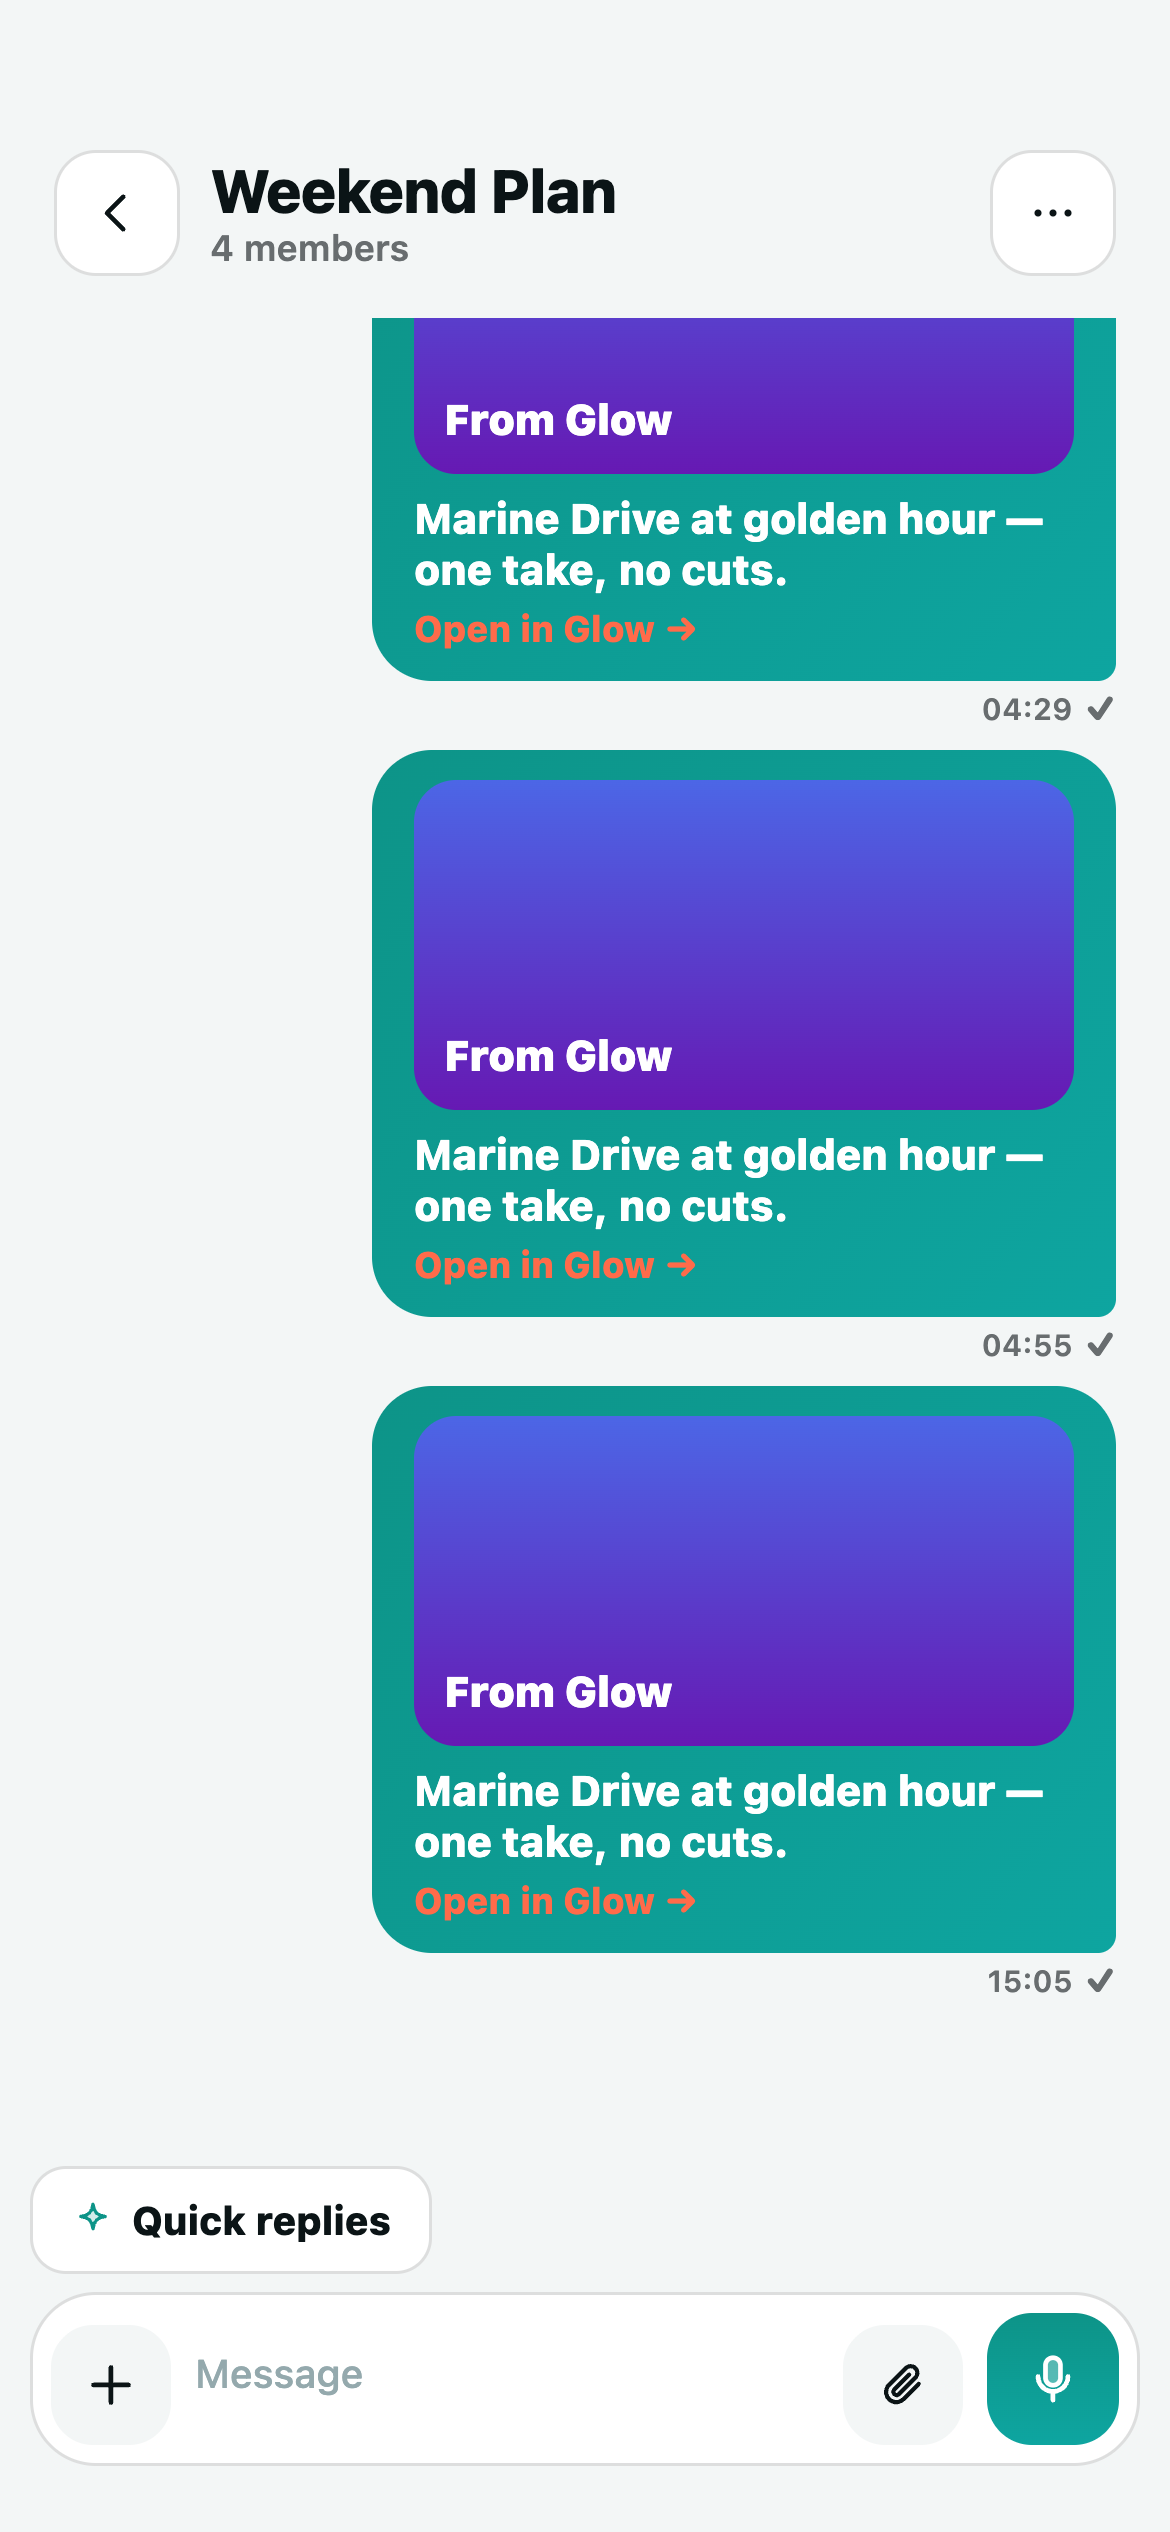 Weekend Plan
4 members
From Glow
Marine Drive at golden hour —
one take, no cuts.
Open in Glow →
04:29 ✓
From Glow
Marine Drive at golden hour —
one take, no cuts.
Open in Glow →
04:55 ✓
From Glow
Marine Drive at golden hour —
one take, no cuts.
Open in Glow →
15:05 ✓
Quick replies
Message